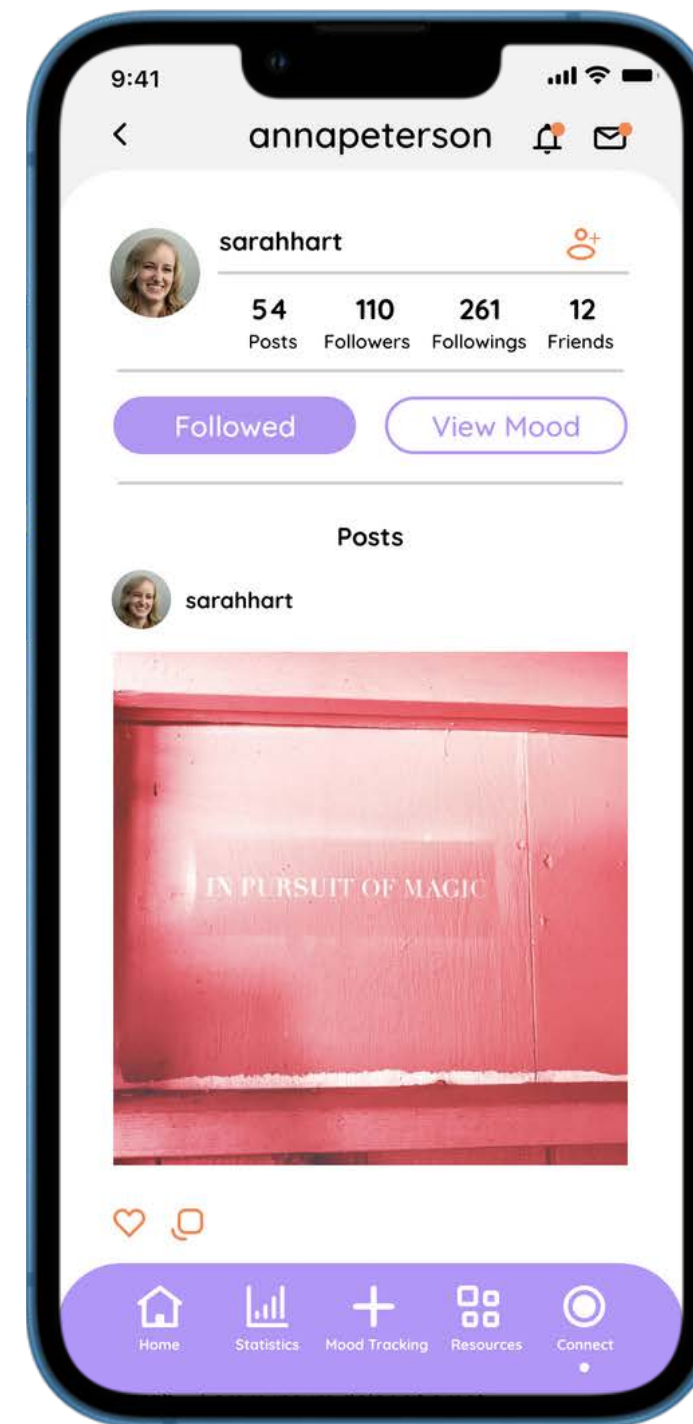 9:41
annapeterson
sarahhart
54 110 261 12
Posts Followers Followings Friends
Followed View Mood
Posts
sarahhart
IN PURSUIT OF MAGIC
Home Statistics Mood Tracking Resources Connect